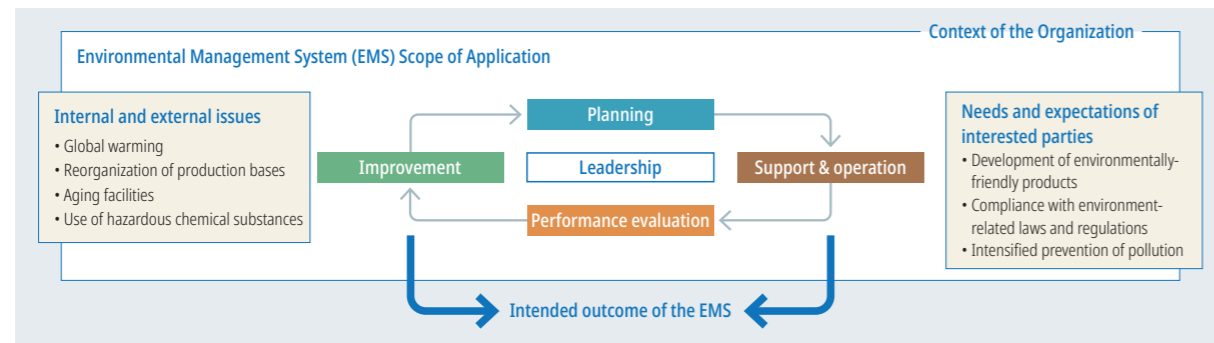 Context of the Organization
Environmental Management System (EMS) Scope of Application
Internal and external issues
• Global warming
• Reorganization of production bases
• Aging facilities
• Use of hazardous chemical substances
Planning
Improvement
Leadership
Support & operation
Performance evaluation
Needs and expectations of
interested parties
• Development of environmentally-
friendly products
• Compliance with environment-
related laws and regulations
• Intensified prevention of pollution
Intended outcome of the EMS